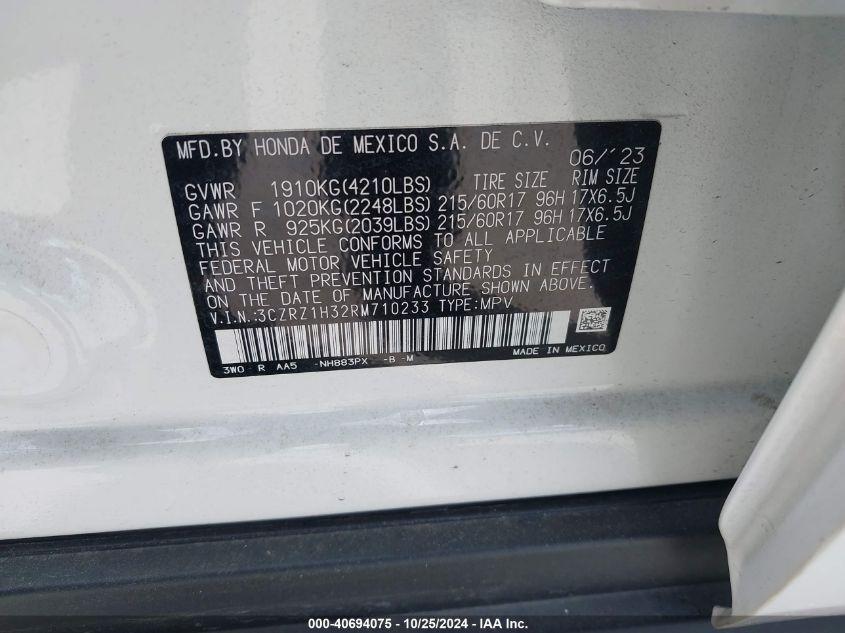 MFD.BY HONDA DE MEXICO S.A. DE C.V. 06/'23
GVWR 1910KG(4210LBS) TIRE SIZE RIM SIZE
GAWR F 1020KG(2248LBS) 215/60R17 96H 17X6.5J
GAWR R 925KG(2039LBS) 215/60R17 96H 17X6.5J
THIS VEHICLE CONFORMS TO ALL APPLICABLE
FEDERAL MOTOR VEHICLE SAFETY
AND THEFT PREVENTION STANDARDS IN EFFECT
ON THE DATE OF MANUFACTURE SHOWN ABOVE.
V.I.N.:3CZRZ1H32RM710233 TYPE:MPV
MADE IN MEXICO
3W0 - R AA5 -NH883PX -B -M
000-40694075 - 10/25/2024 - IAA Inc.